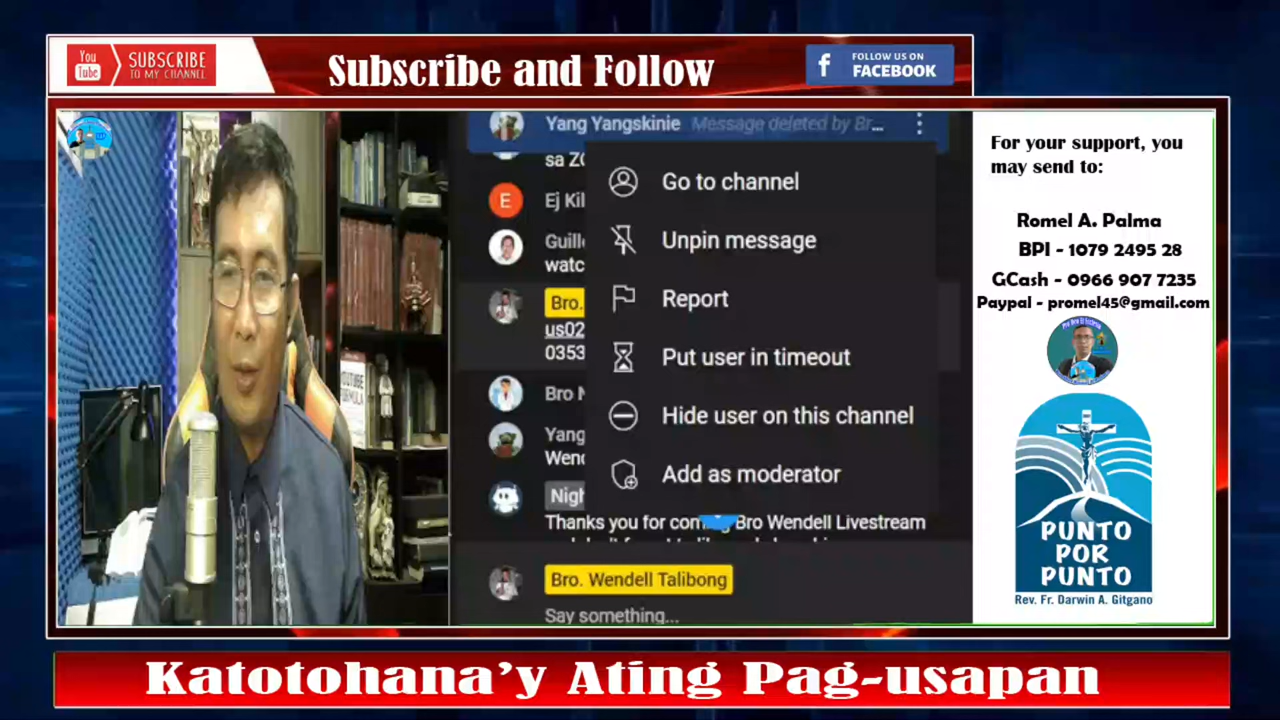 You
Tube
SUBSCRIBE
TO MY CHANNEL
Subscribe and Follow
f
FOLLOW US ON
FACEBOOK
Yang Yangskinie Message deleted by Br...
sa
Go to channel
Ej
E
Unpin message
watc
Report
Bro.
us02
0353
Put user in timeout
Bro
Hide user on this channel
Yang
Wend
Add as moderator
Nigh
Thanks you for Bro Wendell Livestream
Bro. Wendell Talibong
Say something...
For your support, you
may send to:
Romel A. Palma
BPI - 1079 2495 28
GCash - 0966 907 7235
Paypal - promel45@gmail.com
PUNTO
POR
PUNTO
Rev. Fr. Darwin A. Gitgano
YOUTUBE
FORMULA
Katotohana'y Ating Pag-usapan